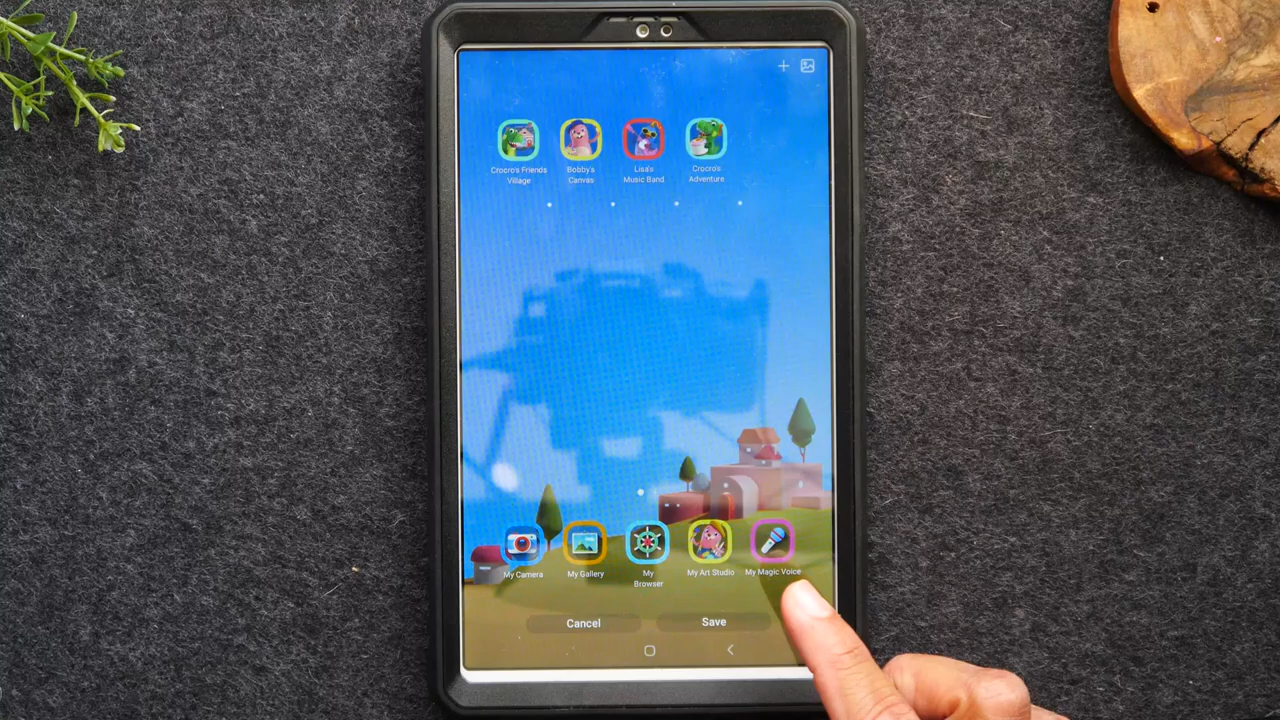 Crocro's Friends
Village
Bobby's
Canvas
Lisa's
Music Band
Crocro's
Adventure
My Camera
My Gallery
My
Browser
My Art Studio
My Magic Voice
Cancel
Save